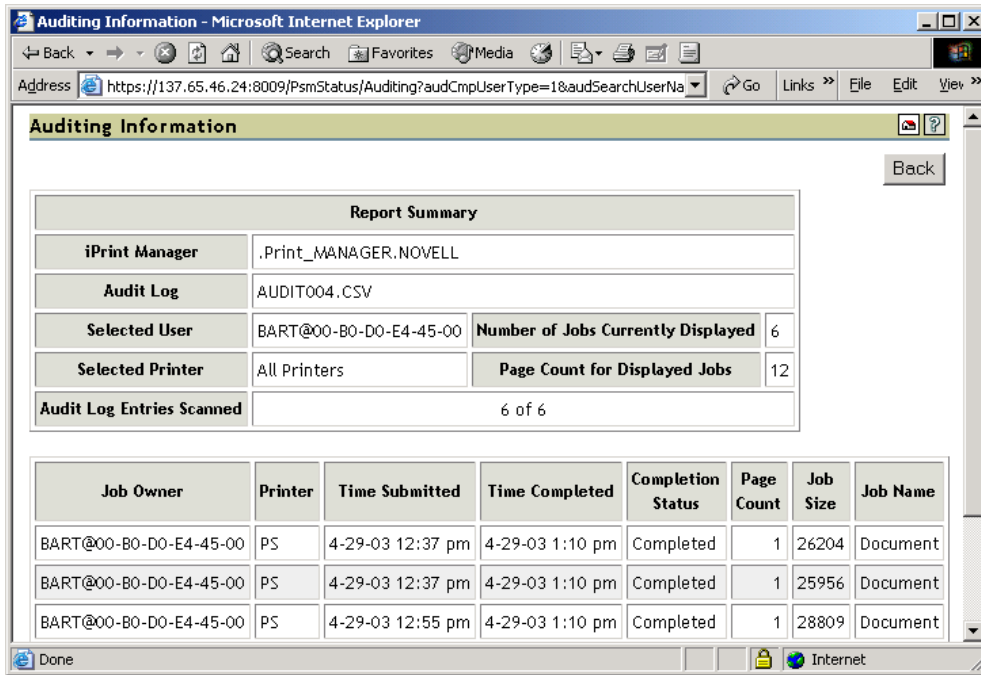 Auditing Information - Microsoft Internet Explorer
Back Search Favorites Media
Address https://137.65.46.24:8009/PsmStatus/Auditing?audCmpUserType=1&audSearchUserNa Go Links » File Edit View »
Auditing Information
Back
Report Summary
iPrint Manager .Print_MANAGER.NOVELL
Audit Log AUDIT004.CSV
Selected User BART@00-B0-D0-E4-45-00 Number of Jobs Currently Displayed 6
Selected Printer All Printers Page Count for Displayed Jobs 12
Audit Log Entries Scanned 6 of 6
Job Owner Printer Time Submitted Time Completed Completion Status Page Count Job Size Job Name
BART@00-B0-D0-E4-45-00 PS 4-29-03 12:37 pm 4-29-03 1:10 pm Completed 1 26204 Document
BART@00-B0-D0-E4-45-00 PS 4-29-03 12:37 pm 4-29-03 1:10 pm Completed 1 25956 Document
BART@00-B0-D0-E4-45-00 PS 4-29-03 12:55 pm 4-29-03 1:10 pm Completed 1 28809 Document
Done Internet